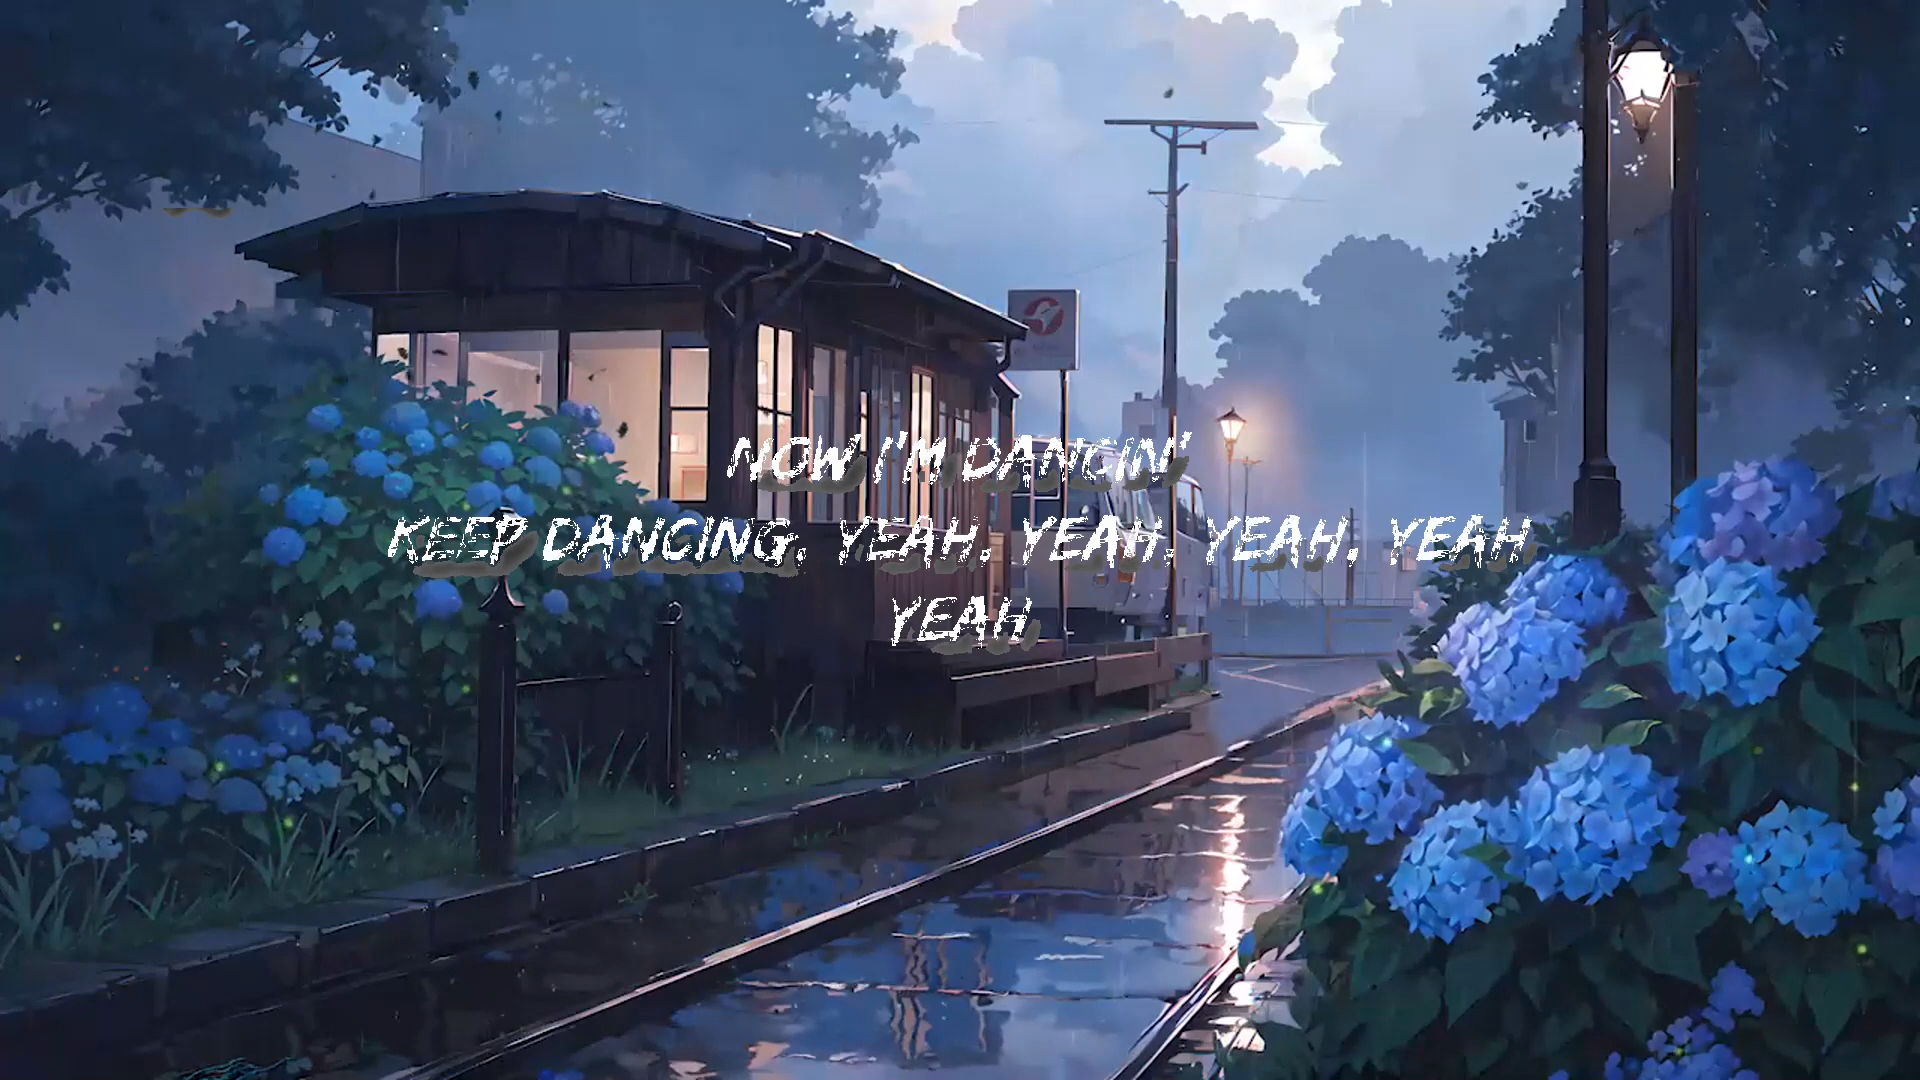 NOW I'M DANCIN'
KEEP DANCING, YEAH, YEAH, YEAH, YEAH
YEAH,